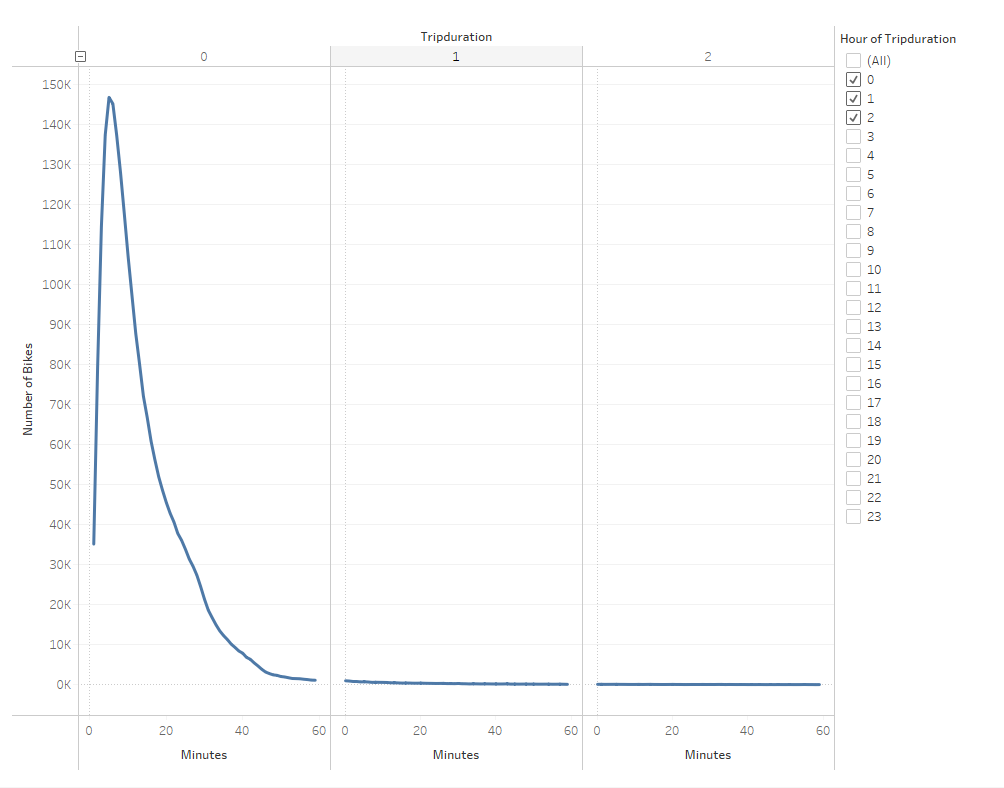 Tripduration
0 1 2
150K
140K
130K
120K
110K
100K
90K
80K
70K
60K
50K
40K
30K
20K
10K
0K
Number of Bikes
0 20 40 60 0 20 40 60 0 20 40 60
Minutes Minutes Minutes
Hour of Tripduration
(All)
0
1
2
3
4
5
6
7
8
9
10
11
12
13
14
15
16
17
18
19
20
21
22
23